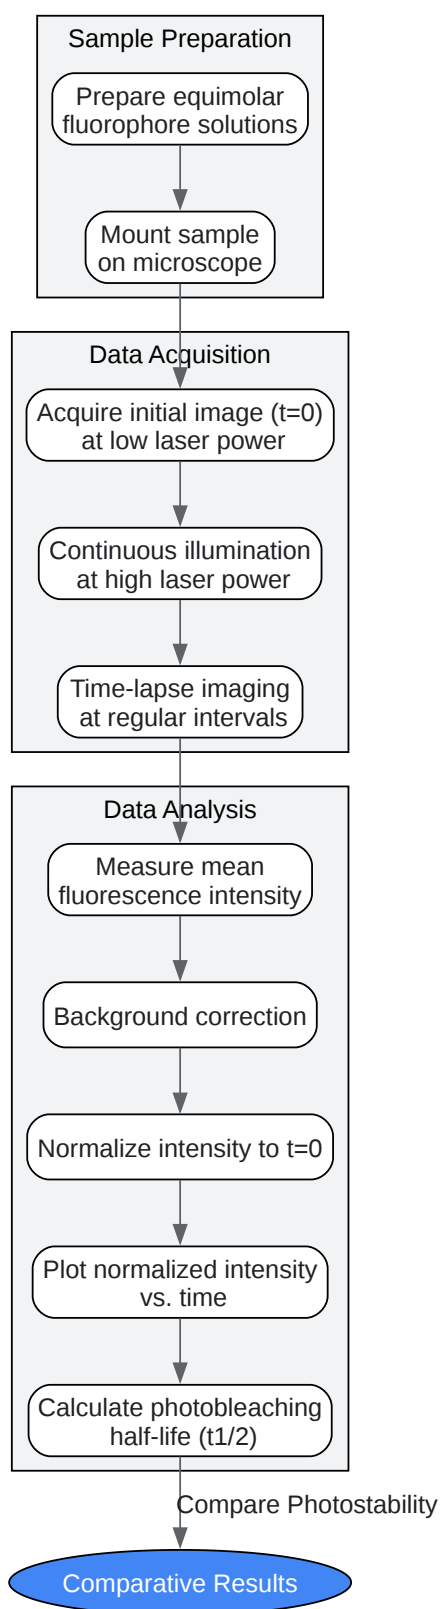 Sample Preparation
Prepare equimolar
fluorophore solutions
Mount sample
on microscope
Data Acquisition
Acquire initial image (t=0)
at low laser power
Continuous illumination
at high laser power
Time-lapse imaging
at regular intervals
Data Analysis
Measure mean
fluorescence intensity
Background correction
Normalize intensity to t=0
Plot normalized intensity
vs. time
Calculate photobleaching
half-life (t1/2)
Compare Photostability
Comparative Results